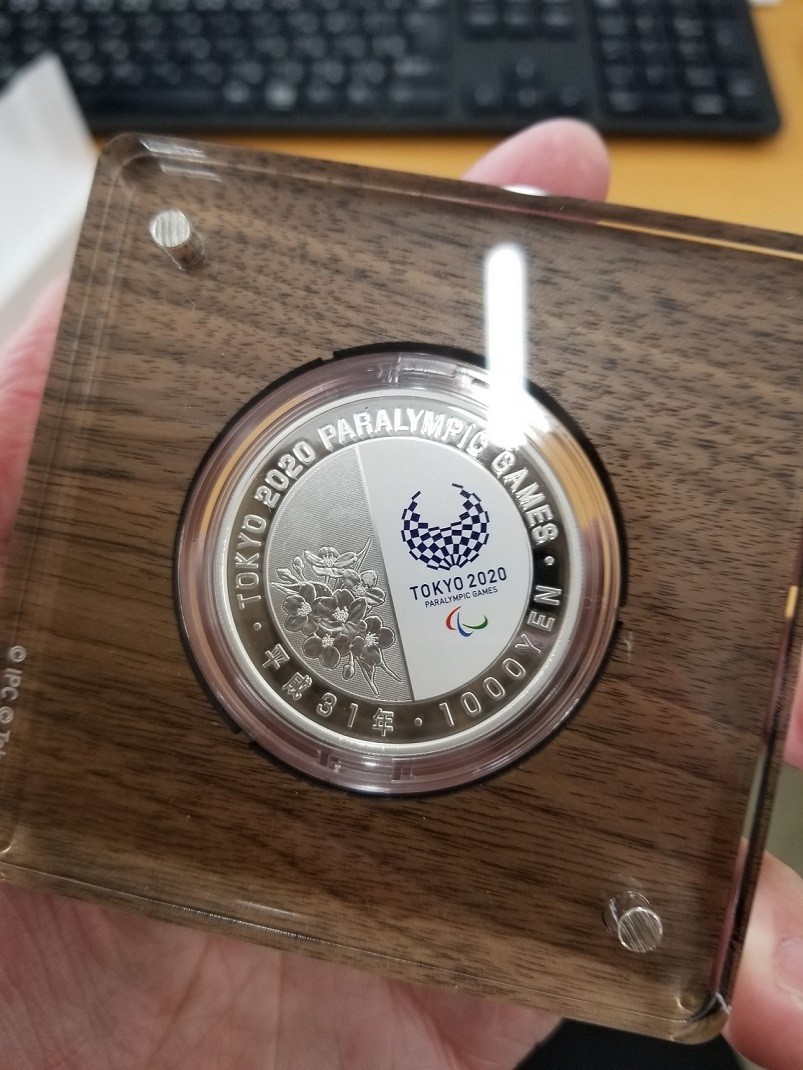 TOKYO 2020 PARALYMPIC GAMES
TOKYO 2020
PARALYMPIC GAMES
平成31年・1000YEN
© IPC ©